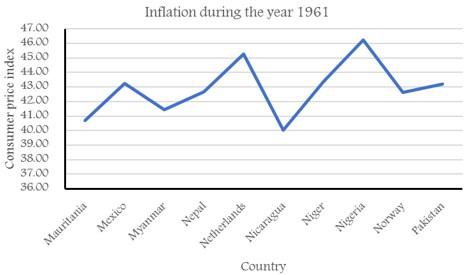 Inflation during the year 1961
Consumer price index
47.00
46.00
45.00
44.00
43.00
42.00
41.00
40.00
39.00
38.00
37.00
36.00
Mauritania
Mexico
Myanmar
Nepal
Netherlands
Nicaragua
Niger
Nigeria
Norway
Pakistan
Country